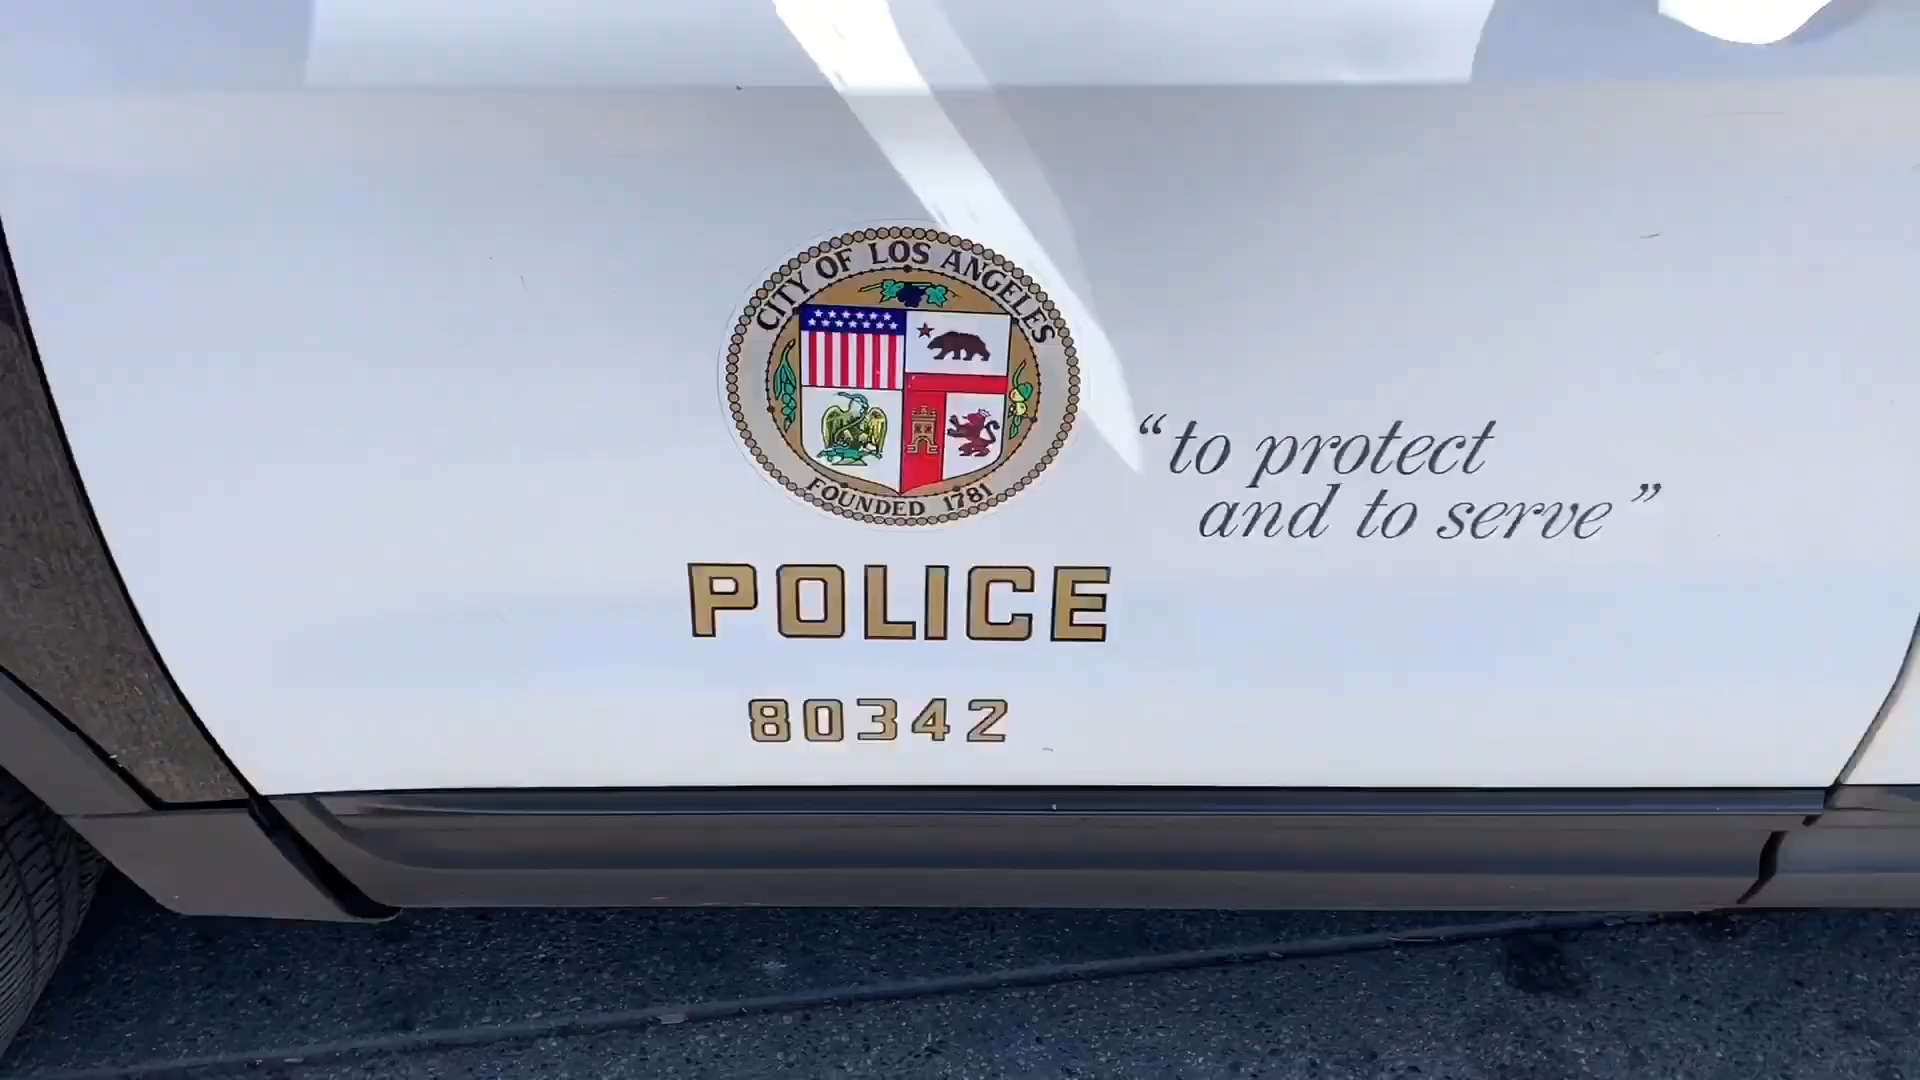 CITY OF LOS ANGELES
FOUNDED 1781
“to protect
and to serve”
POLICE
80342